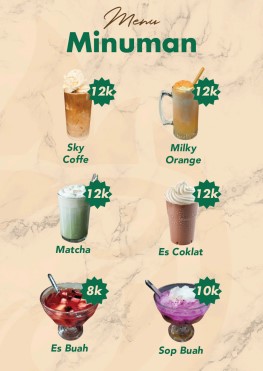 Menu
Minuman
12k
12k
Sky
Coffe
Milky
Orange
12k
12k
Matcha
Es Coklat
8k
10k
Es Buah
Sop Buah